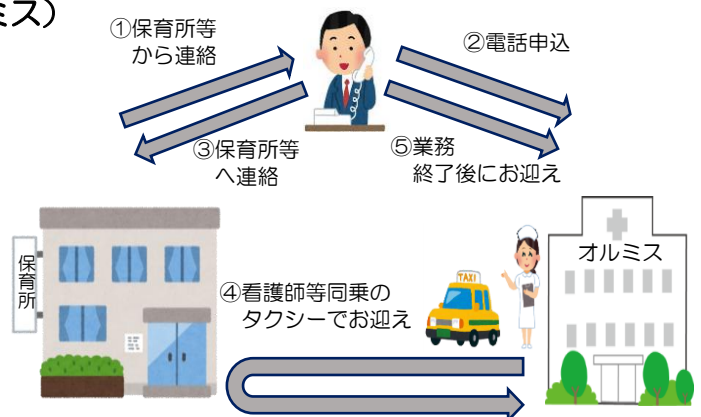 ミス）
①保育所等
から連絡
②電話申込
③保育所等
へ連絡
⑤業務
終了後にお迎え
保育所
④看護師等同乗の
タクシーでお迎え
TAXI
オルミス